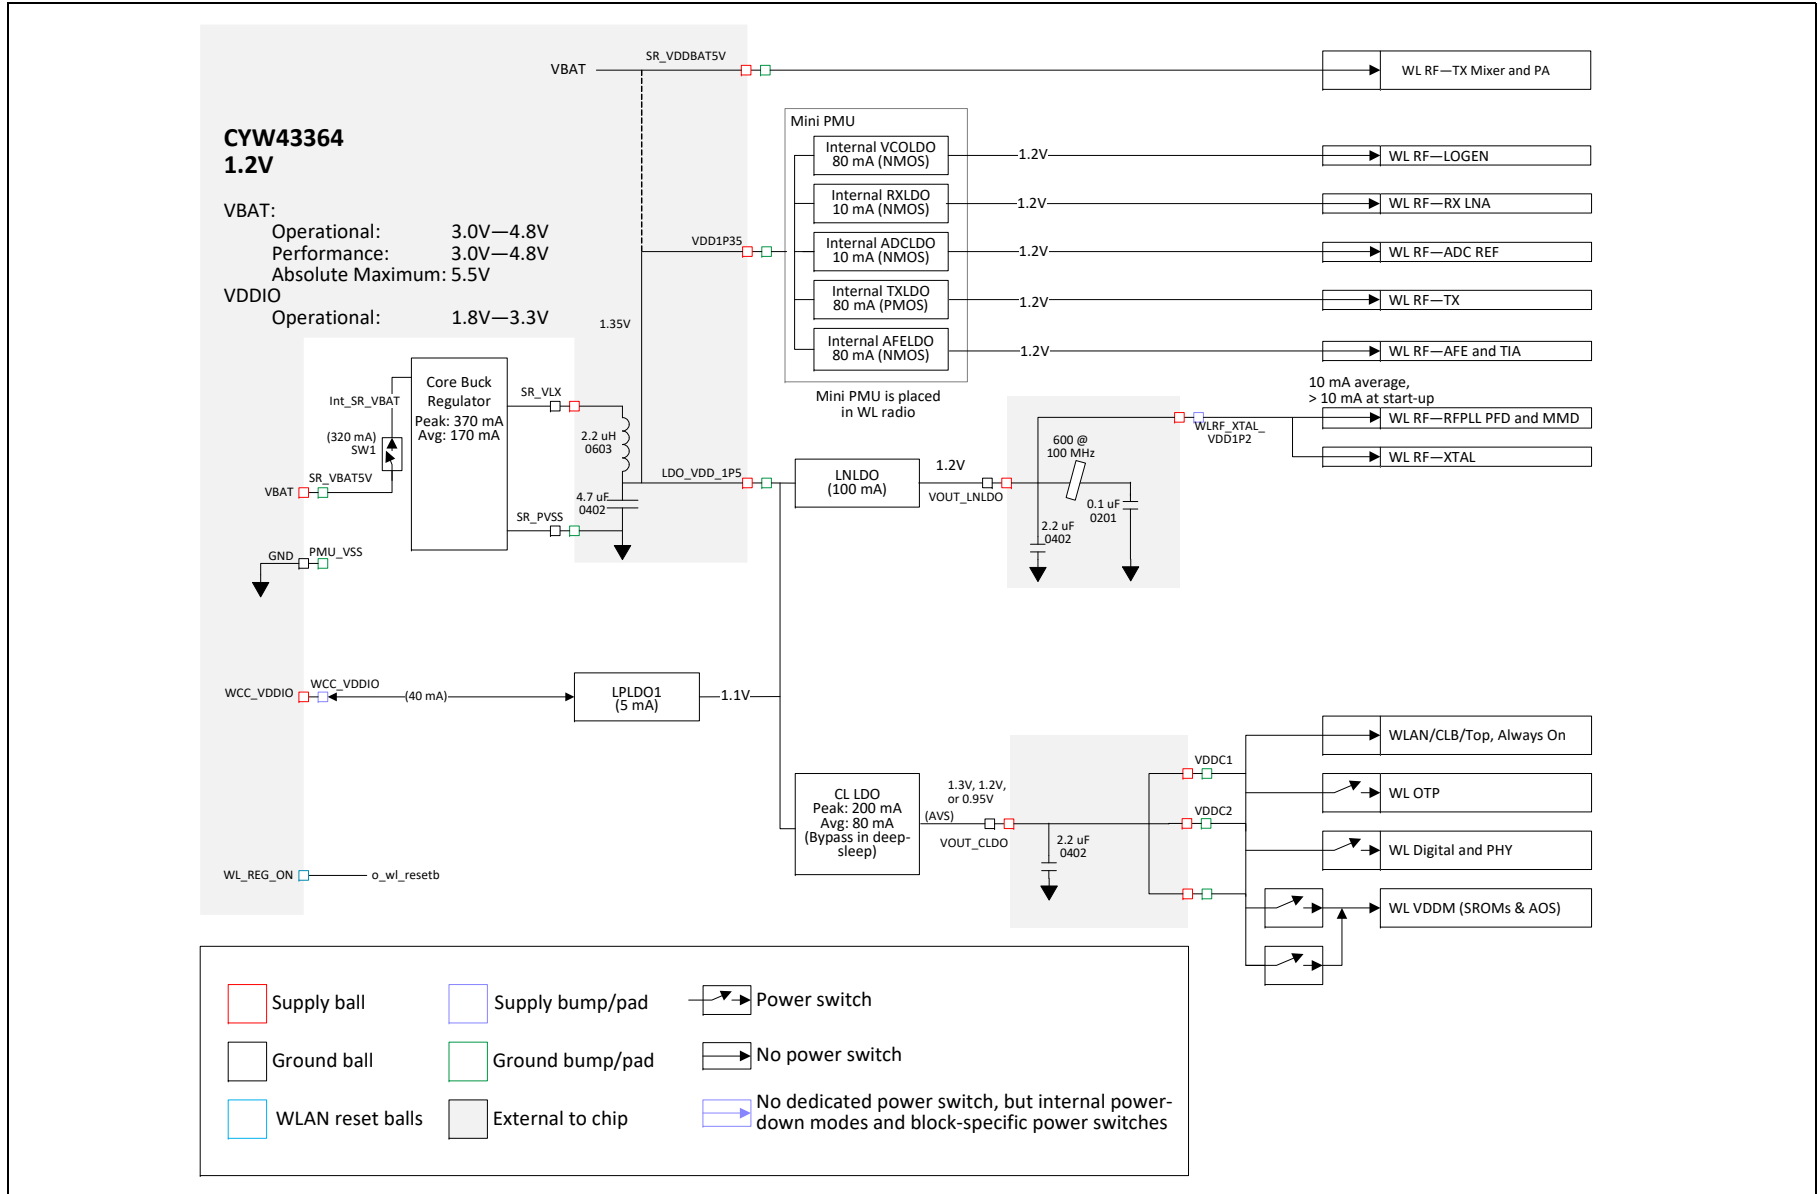 VBAT
SR_VDDBAT5V
WL RF—TX Mixer and PA
CYW43364
1.2V
VBAT:
Operational: 3.0V—4.8V
Performance: 3.0V—4.8V
Absolute Maximum: 5.5V
VDDIO
Operational: 1.8V—3.3V
Mini PMU
Internal VCOLDO
80 mA (NMOS)
1.2V
WL RF—LOGEN
Internal RXLDO
10 mA (NMOS)
1.2V
WL RF—RX LNA
VDD1P35
Internal ADCLDO
10 mA (NMOS)
1.2V
WL RF—ADC REF
Internal TXLDO
80 mA (PMOS)
1.2V
WL RF—TX
1.35V
Internal AFELDO
80 mA (NMOS)
1.2V
WL RF—AFE and TIA
Mini PMU is placed
in WL radio
10 mA average,
> 10 mA at start-up
WL RF—RFPLL PFD and MMD
WL RF—XTAL
WLRF_XTAL_
VDD1P2
Core Buck
Regulator
Peak: 370 mA
Avg: 170 mA
Int_SR_VBAT
(320 mA)
SW1
SR_VBAT5V
VBAT
SR_VLX
2.2 uH
0603
4.7 uF
0402
SR_PVSS
LDO_VDD_1P5
LNLDO
(100 mA)
1.2V
VOUT_LNLDO
600 @
100 MHz
0.1 uF
0201
2.2 uF
0402
GND
PMU_VSS
WCC_VDDIO
WCC_VDDIO
(40 mA)
LPLDO1
(5 mA)
1.1V
CL LDO
Peak: 200 mA
Avg: 80 mA
(Bypass in deep-
sleep)
1.3V, 1.2V,
or 0.95V
(AVS)
VOUT_CLDO
2.2 uF
0402
VDDC1
VDDC2
WLAN/CLB/Top, Always On
WL OTP
WL Digital and PHY
WL VDDM (SROMs & AOS)
WL_REG_ON
o_wl_resetb
Supply ball
Supply bump/pad
Power switch
Ground ball
Ground bump/pad
No power switch
WLAN reset balls
External to chip
No dedicated power switch, but internal power-
down modes and block-specific power switches